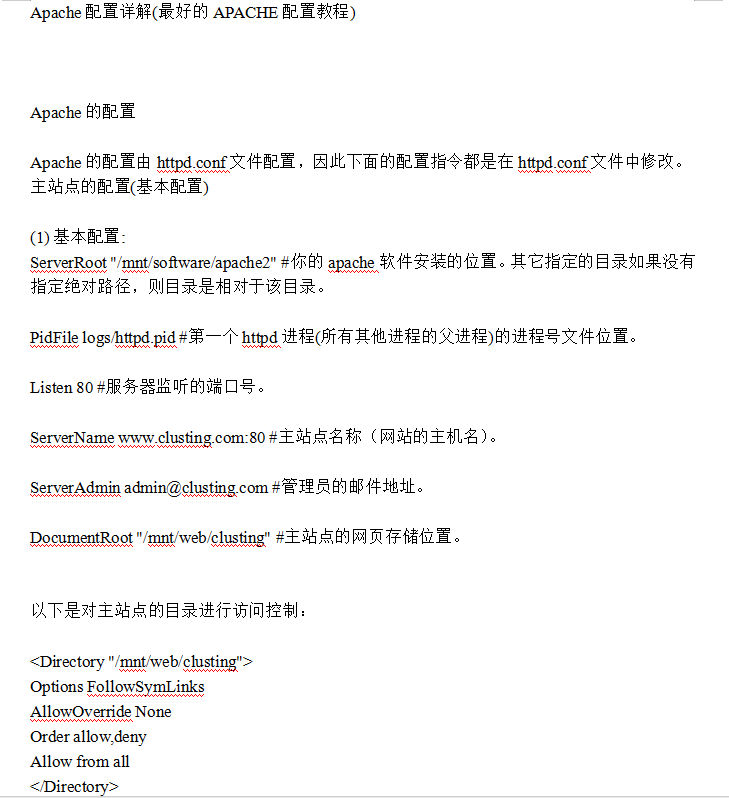 Apache 配置详解(最好的 APACHE 配置教程)
Apache 的配置
Apache 的配置由 httpd.conf 文件配置，因此下面的配置指令都是在 httpd.conf 文件中修改。
主站点的配置(基本配置)
(1) 基本配置:
ServerRoot "/mnt/software/apache2" #你的 apache 软件安装的位置。其它指定的目录如果没有
指定绝对路径，则目录是相对于该目录。
PidFile logs/httpd.pid #第一个 httpd 进程(所有其他进程的父进程)的进程号文件位置。
Listen 80 #服务器监听的端口号。
ServerName www.clusting.com:80 #主站点名称（网站的主机名）。
ServerAdmin admin@clusting.com #管理员的邮件地址。
DocumentRoot "/mnt/web/clusting" #主站点的网页存储位置。
以下是对主站点的目录进行访问控制：
<Directory "/mnt/web/clusting">
Options FollowSymLinks
AllowOverride None
Order allow,deny
Allow from all
</Directory>